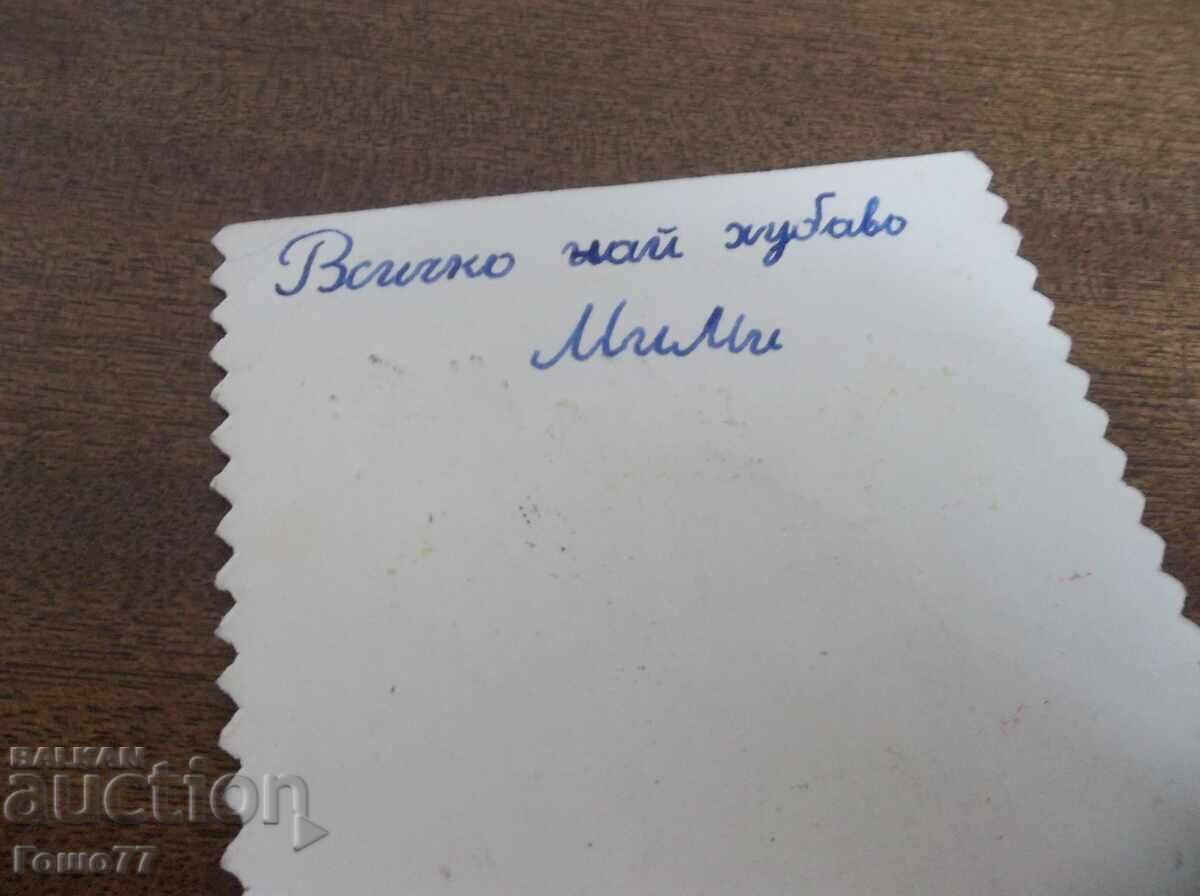 Всичко най хубаво
МиМи
BALKAN
auction
Гошо77